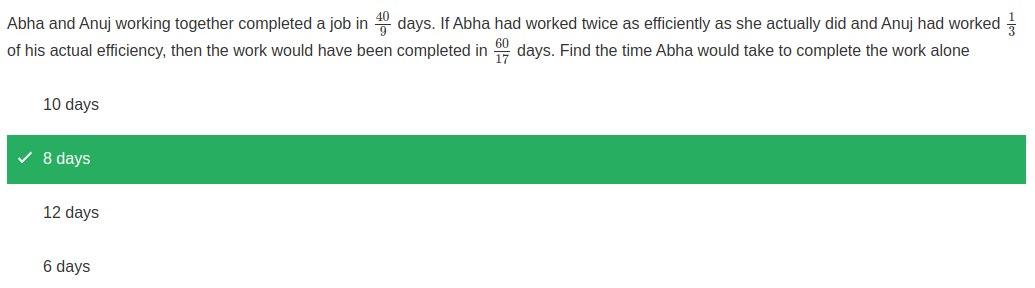 Abha and Anuj working together completed a job in 40/9 days. If Abha had worked twice as efficiently as she actually did and Anuj had worked 1/3
of his actual efficiency, then the work would have been completed in 60/17 days. Find the time Abha would take to complete the work alone
10 days
8 days
12 days
6 days